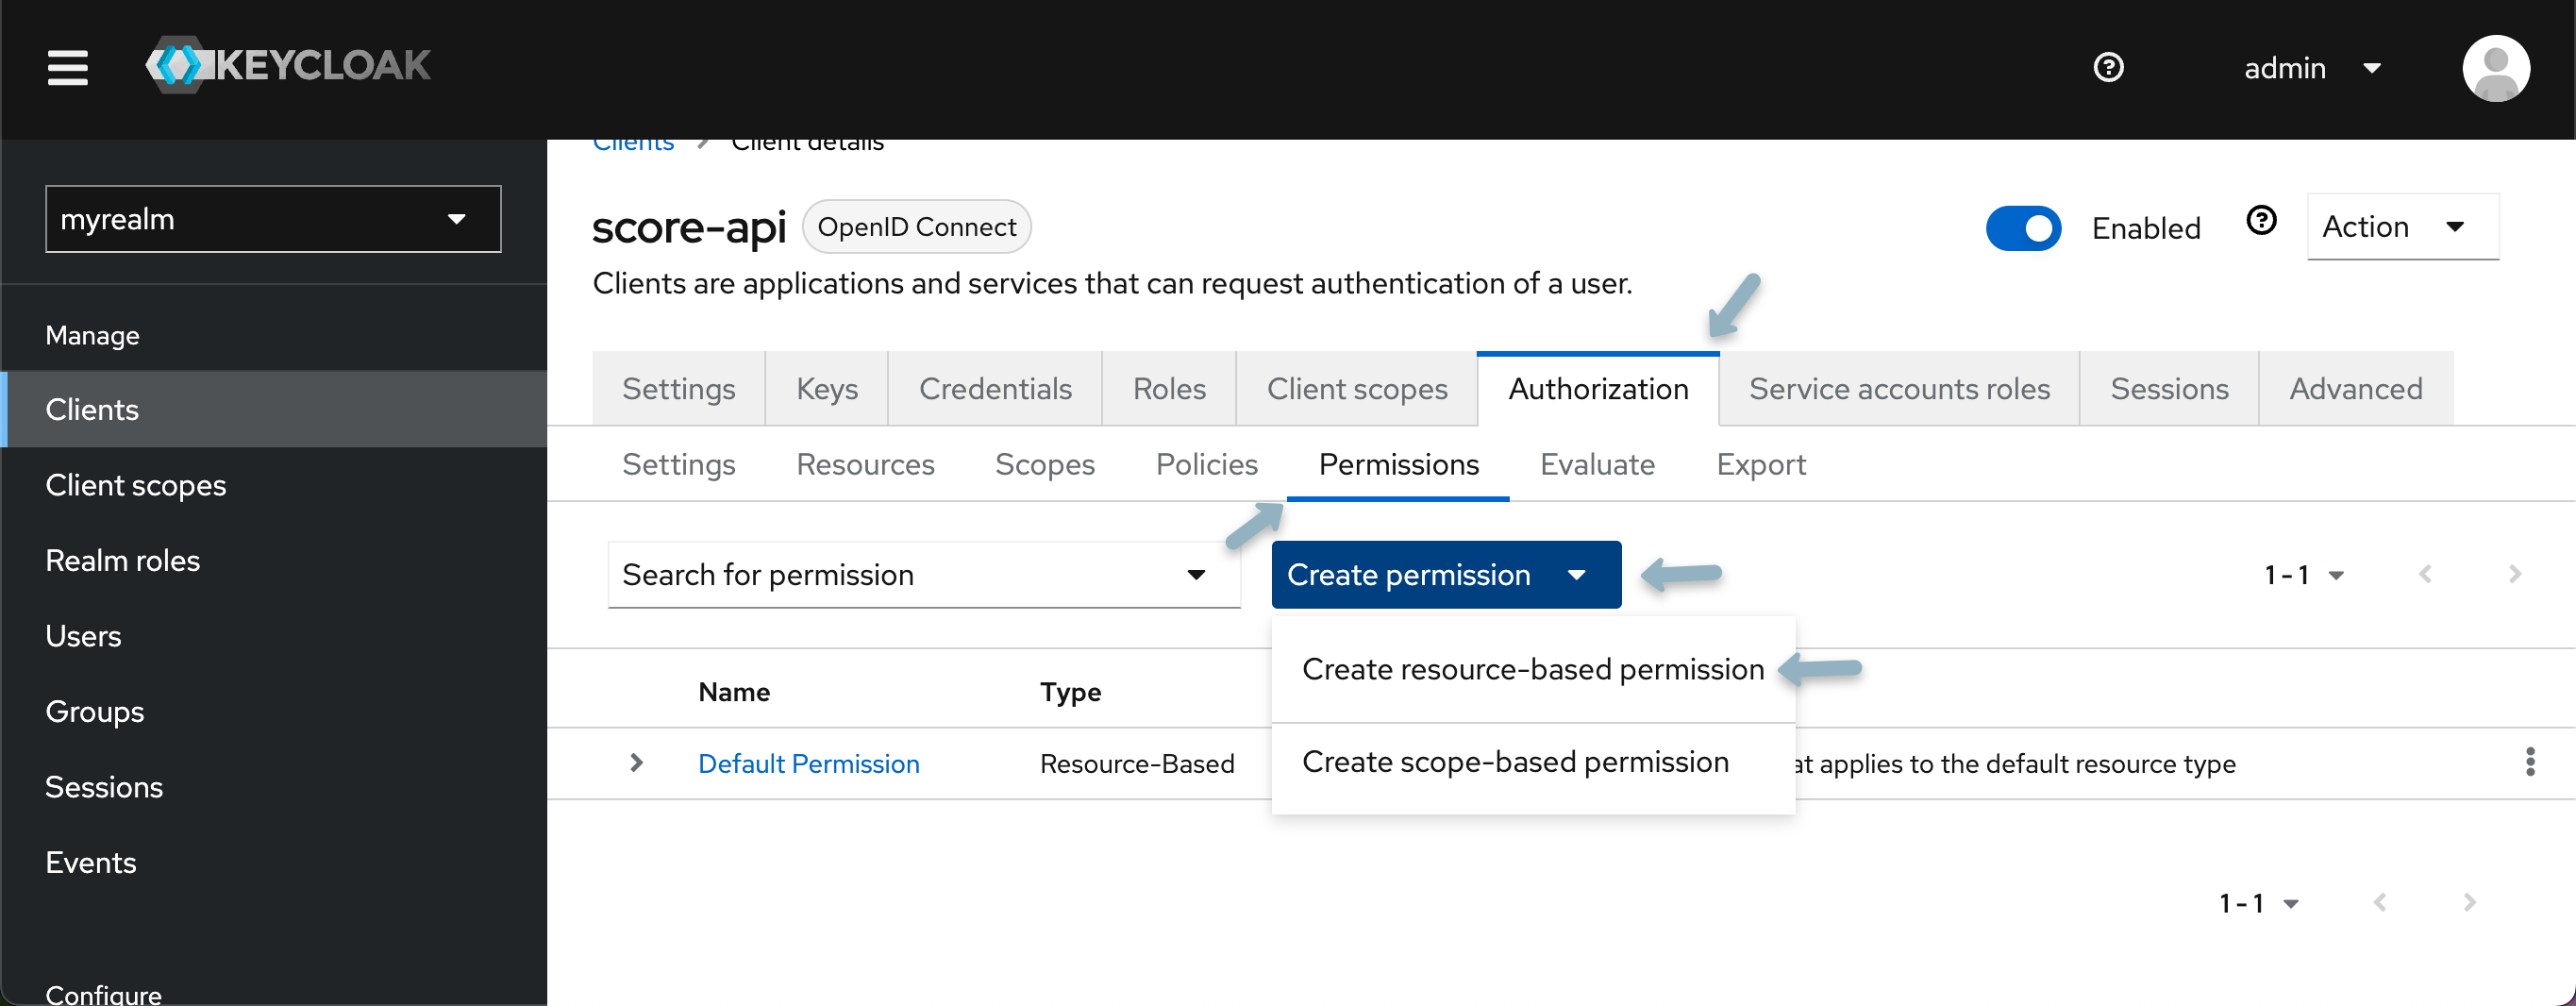 KEYCLOAK
admin
myrealm
Manage
Clients
Client scopes
Realm roles
Users
Groups
Sessions
Events
Configure
Clients > Client details
score-api OpenID Connect
Enabled
Action
Clients are applications and services that can request authentication of a user.
Settings Keys Credentials Roles Client scopes Authorization Service accounts roles Sessions Advanced
Settings Resources Scopes Policies Permissions Evaluate Export
Search for permission
Create permission
1 - 1
Create resource-based permission
Create scope-based permission
Name Type
Default Permission Resource-Based at applies to the default resource type
1 - 1